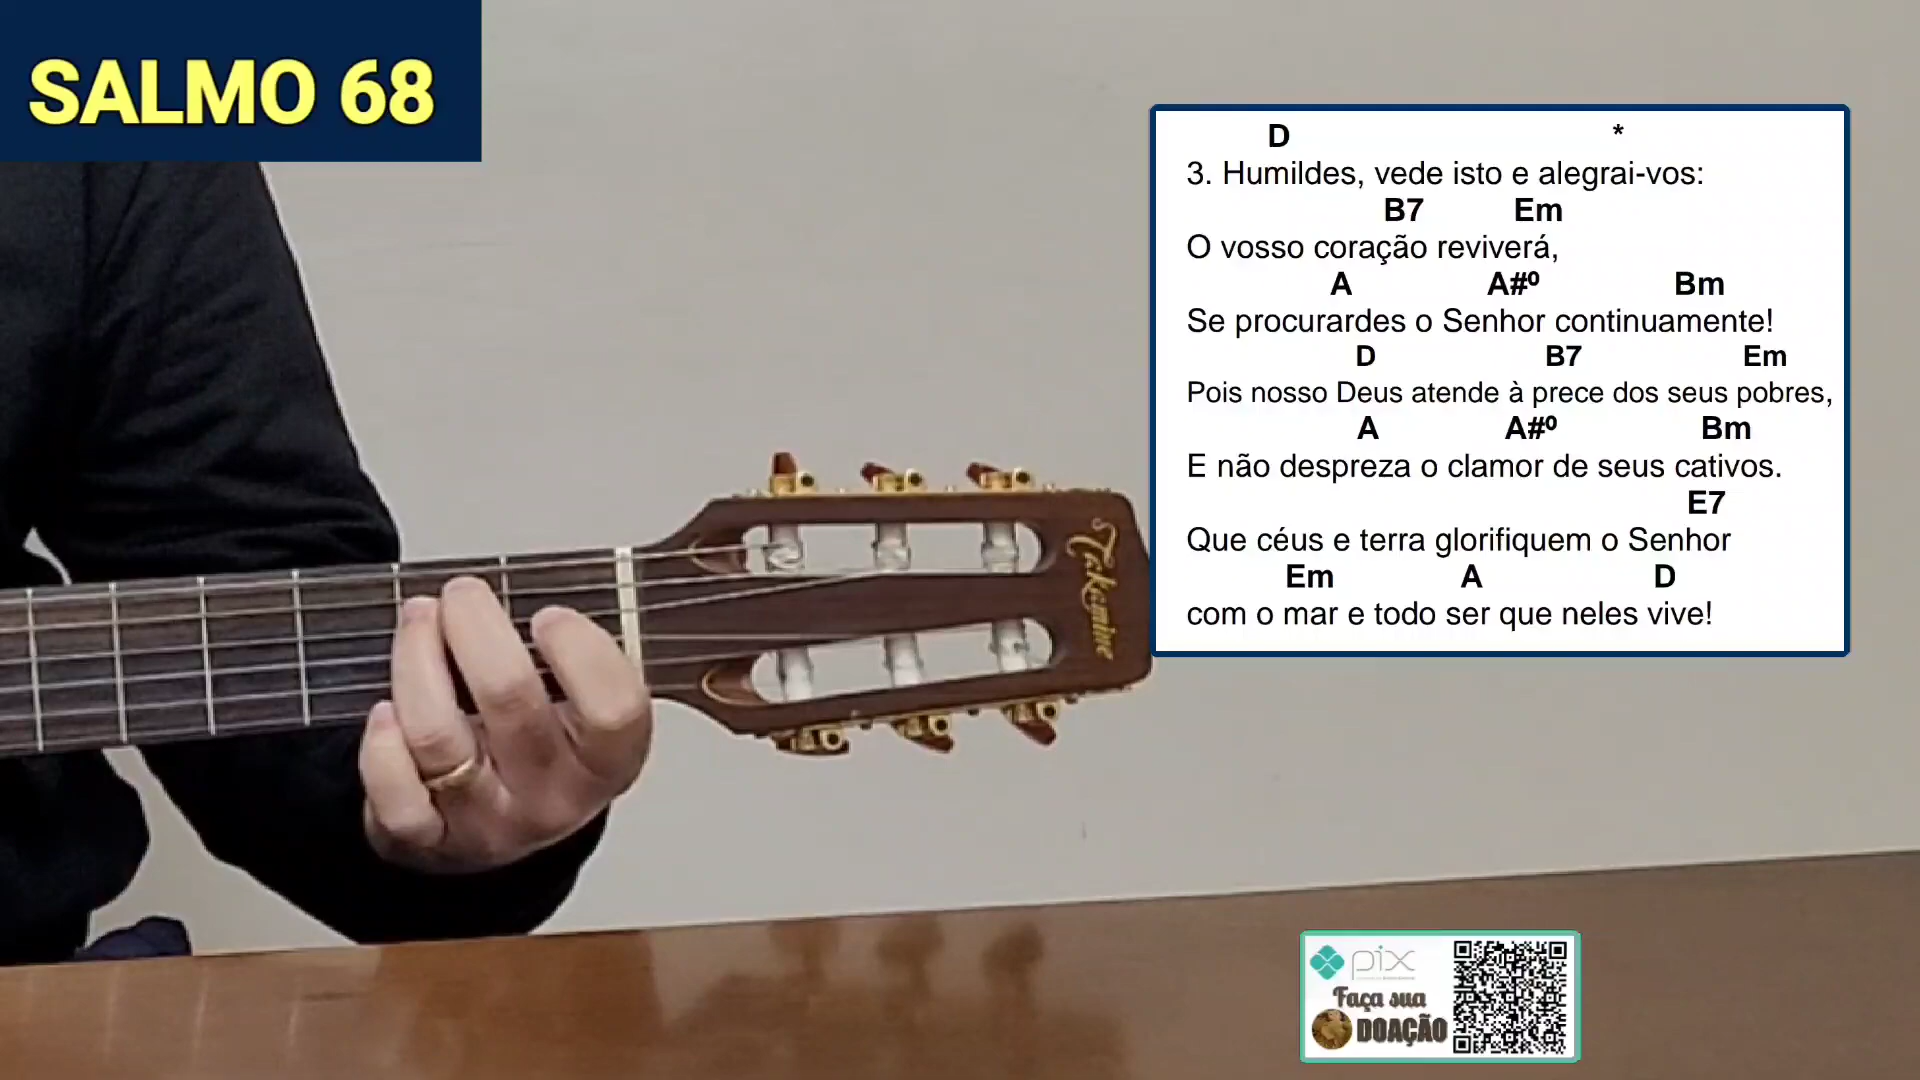 SALMO 68
D *
3. Humildes, vede isto e alegrai-vos:
B7 Em
O vosso coração reviverá,
A A#º Bm
Se procurardes o Senhor continuamente!
D B7 Em
Pois nosso Deus atende à prece dos seus pobres,
A A#º Bm
E não despreza o clamor de seus cativos.
E7
Que céus e terra glorifiquem o Senhor
Em A D
com o mar e todo ser que neles vive!
Takamine
pix
Faça sua
DOAÇÃO